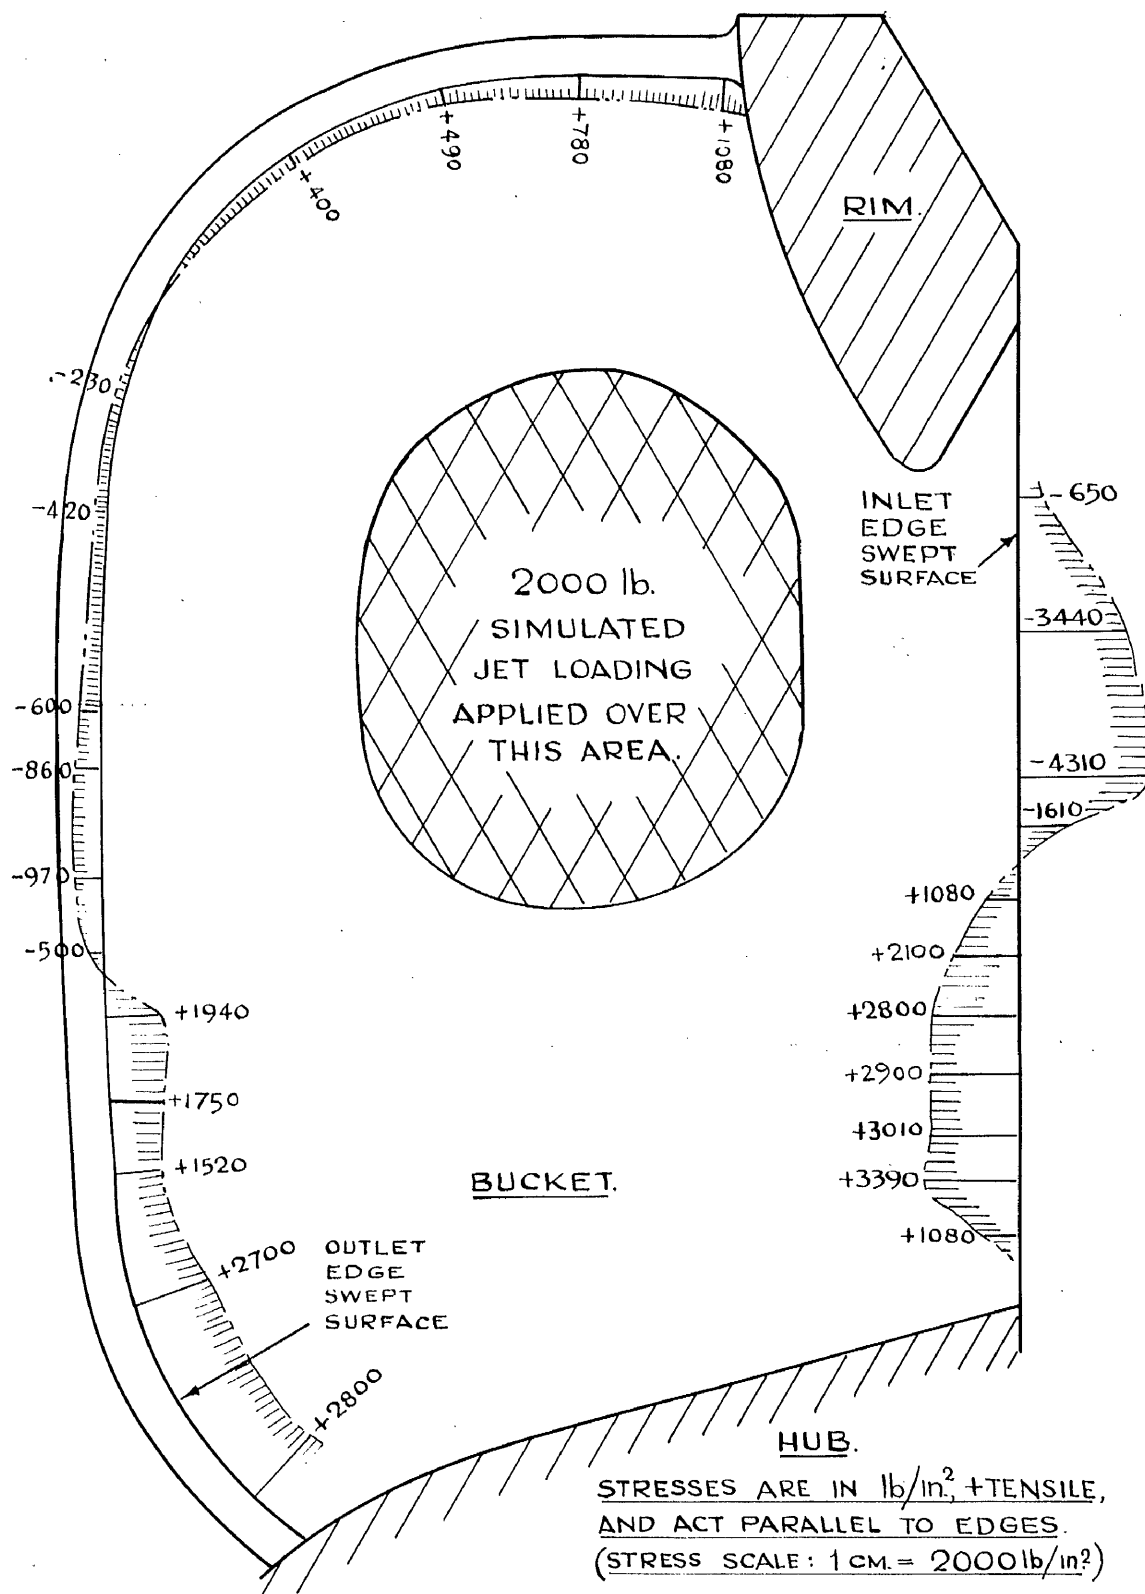 +1080
+780
+490
+400
RIM.
-230
-420
-650
INLET
EDGE
SWEPT
SURFACE
2000 lb.
SIMULATED
JET LOADING
APPLIED OVER
THIS AREA.
-3440
-600
-860
-4310
-1610
-970
+1080
-500
+2100
+1940
+2800
+2900
+1750
+3010
+1520
+3390
BUCKET.
+1080
+2700
OUTLET
EDGE
SWEPT
SURFACE
+2800
HUB.
STRESSES ARE IN lb/in², +TENSILE,
AND ACT PARALLEL TO EDGES.
(STRESS SCALE: 1 CM. = 2000 lb/in²)